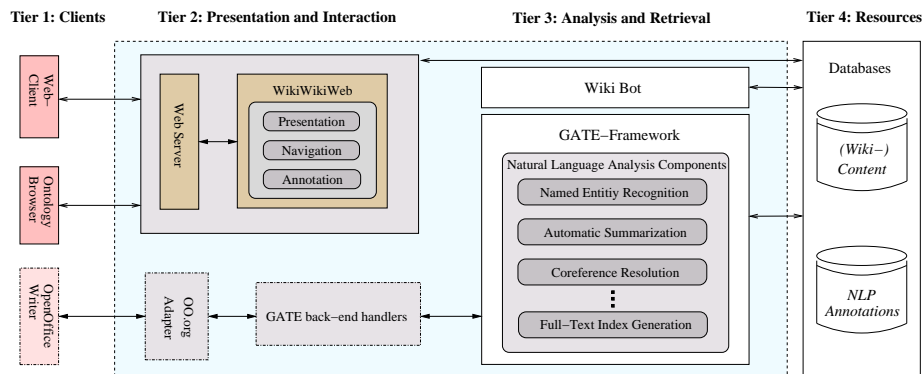 Tier 1: Clients
Tier 2: Presentation and Interaction
Tier 3: Analysis and Retrieval
Tier 4: Resources
Web–
Client
Ontology
Browser
OpenOffice
Writer
Web Server
WikiWikiWeb
Presentation
Navigation
Annotation
OO.org
Adapter
GATE back–end handlers
Wiki Bot
GATE–Framework
Natural Language Analysis Components
Named Entitiy Recognition
Automatic Summarization
Coreference Resolution
Full–Text Index Generation
Databases
(Wiki–)
Content
NLP
Annotations